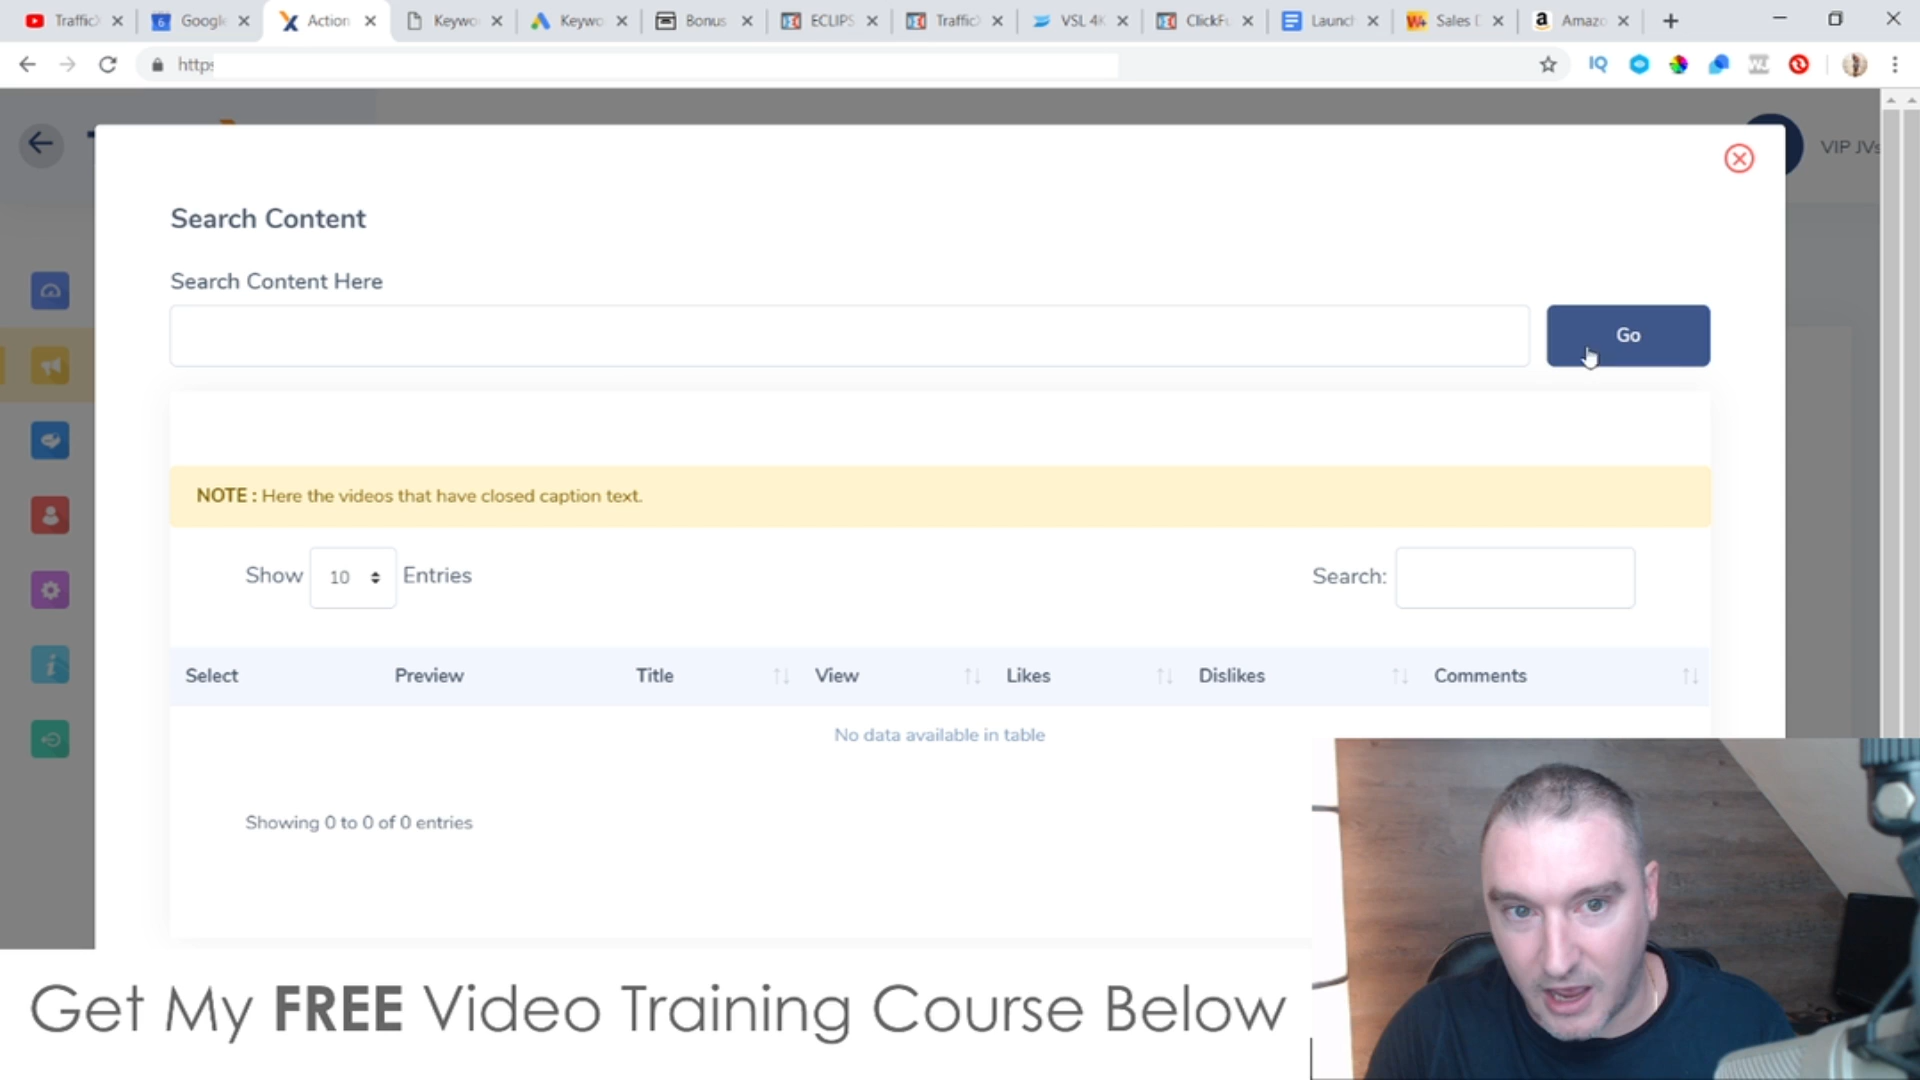 Traffic
Google
Action
Keywo
Keywo
Bonus
ECLIPS
Traffic
VSL 4K
ClickFu
Launch
Sales
Amazo
https
IQ
VIP JVs
Search Content
Search Content Here
Go
NOTE : Here the videos that have closed caption text.
Show 10 Entries
Search:
Select Preview Title View Likes Dislikes Comments
No data available in table
Showing 0 to 0 of 0 entries
Get My FREE Video Training Course Below